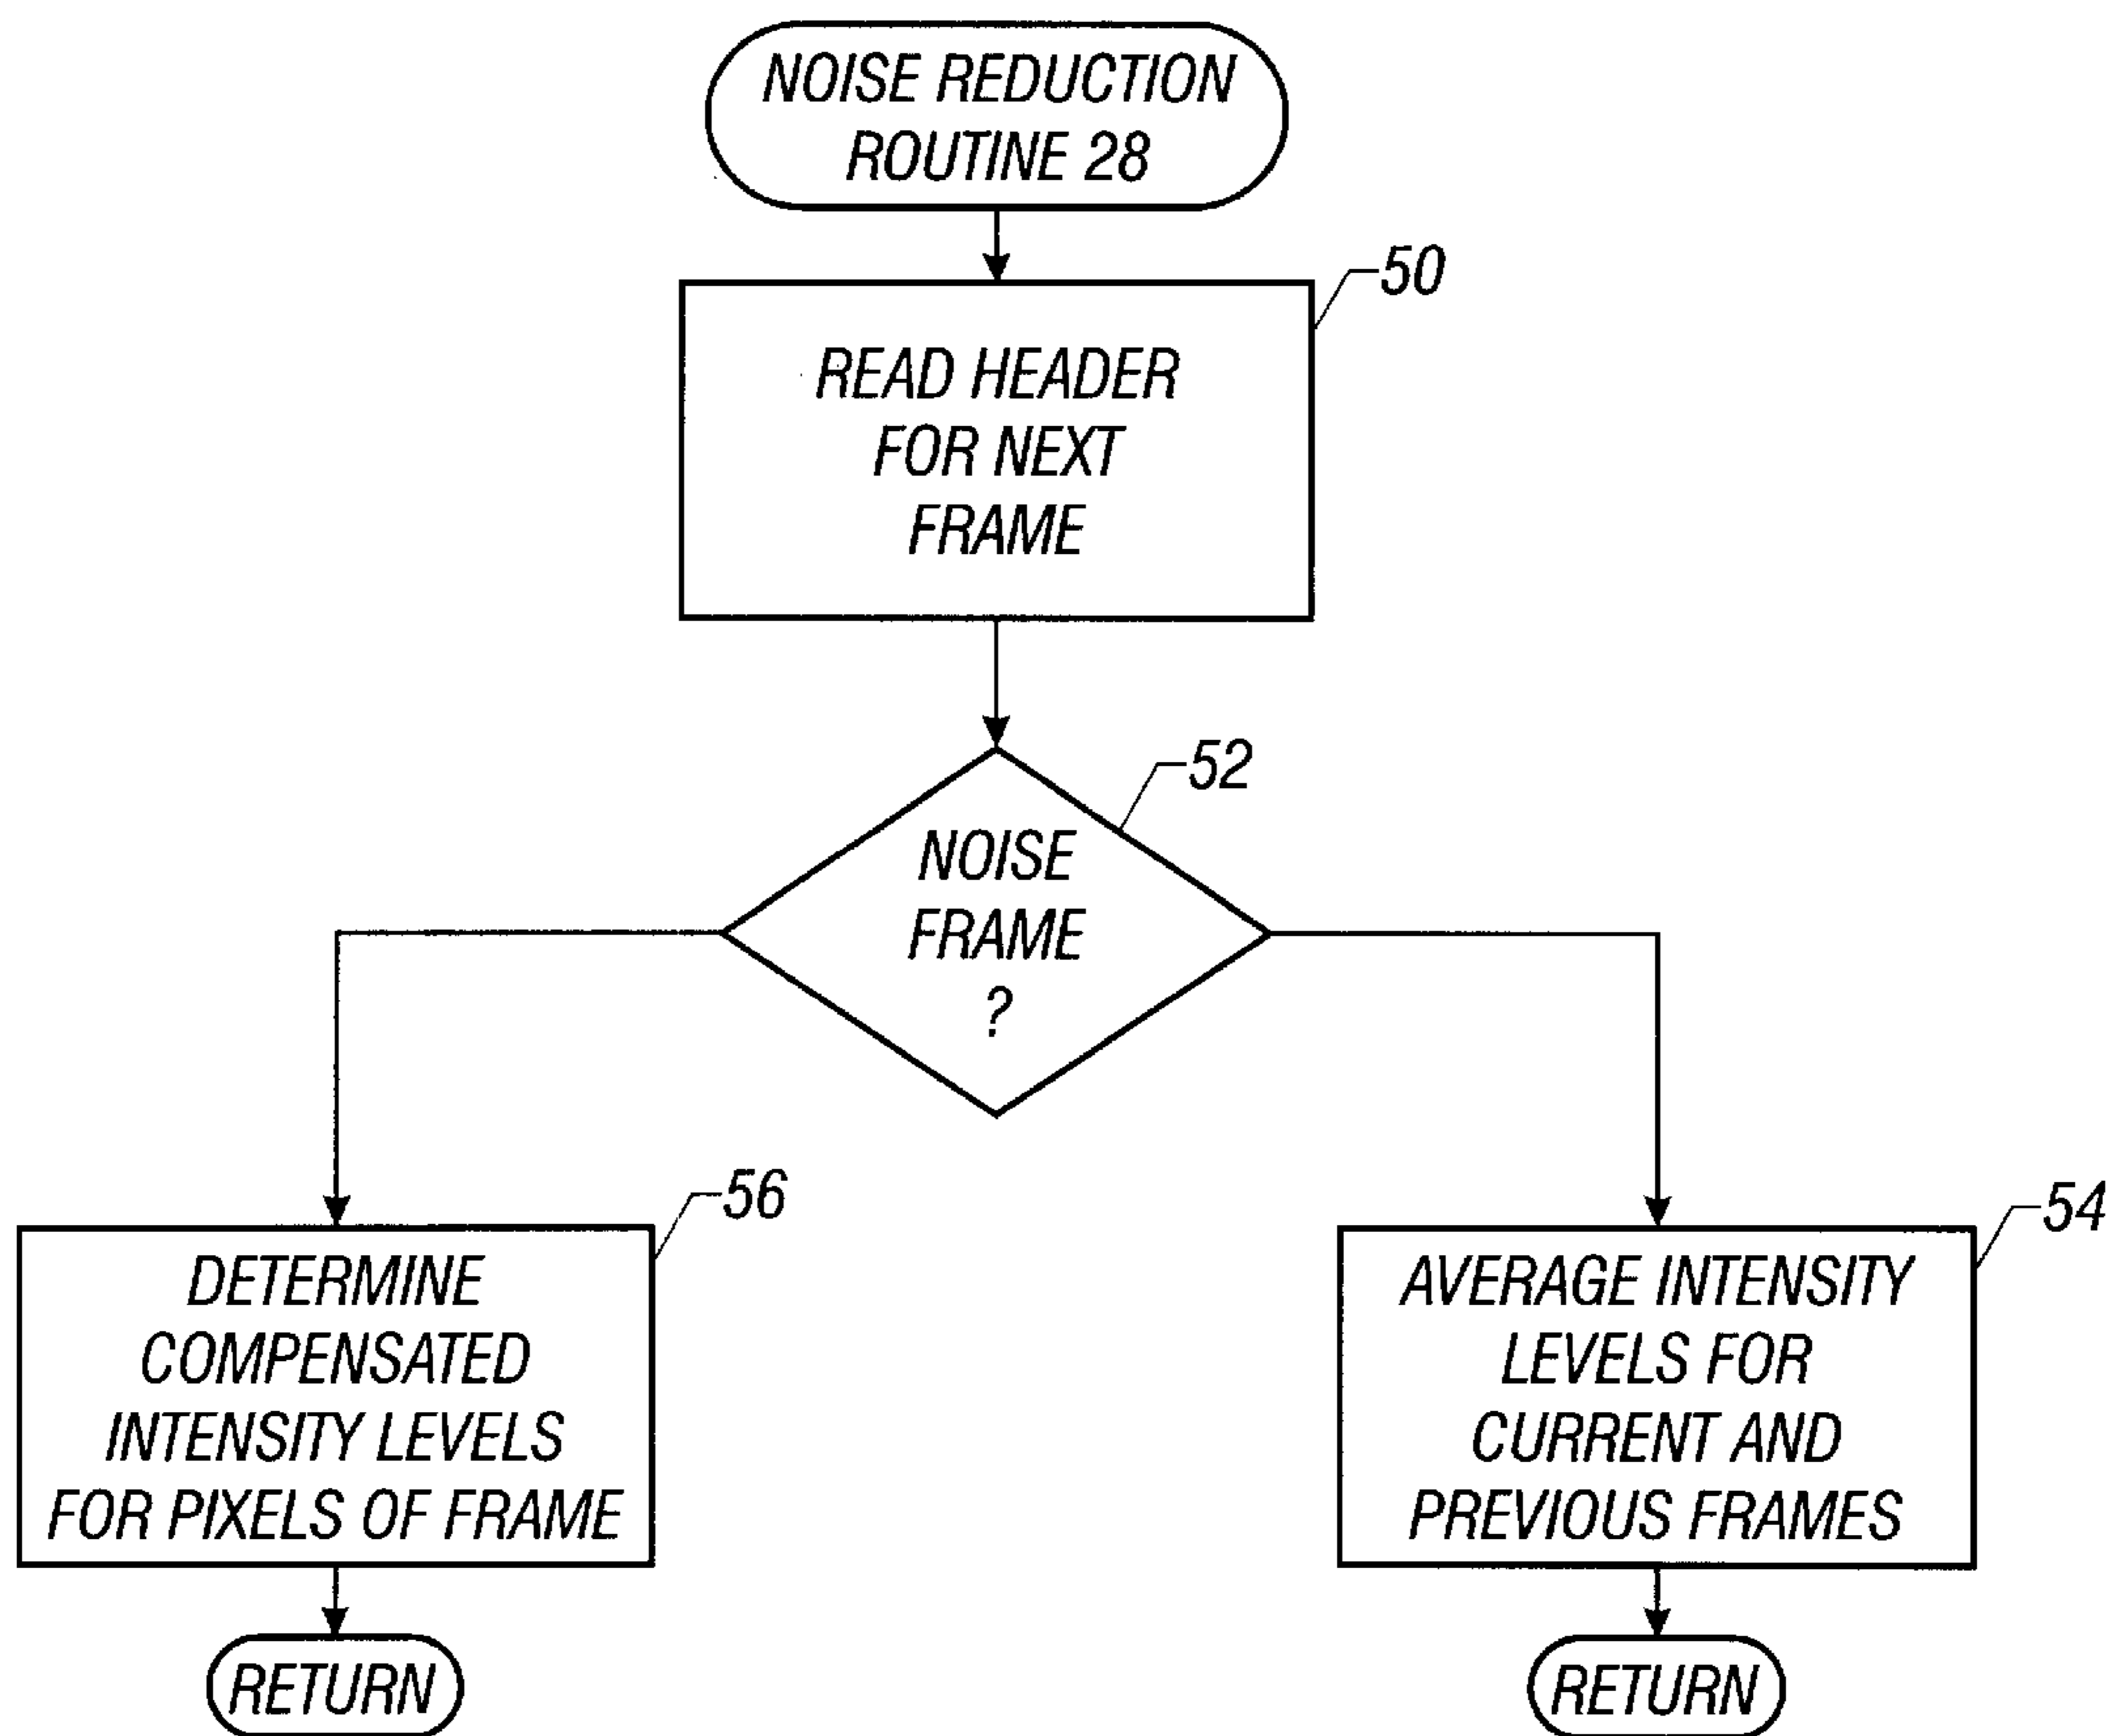 NOISE REDUCTION
ROUTINE 28
50
READ HEADER
FOR NEXT
FRAME
52
NOISE
FRAME
?
56
DETERMINE
COMPENSATED
INTENSITY LEVELS
FOR PIXELS OF FRAME
RETURN
54
AVERAGE INTENSITY
LEVELS FOR
CURRENT AND
PREVIOUS FRAMES
RETURN